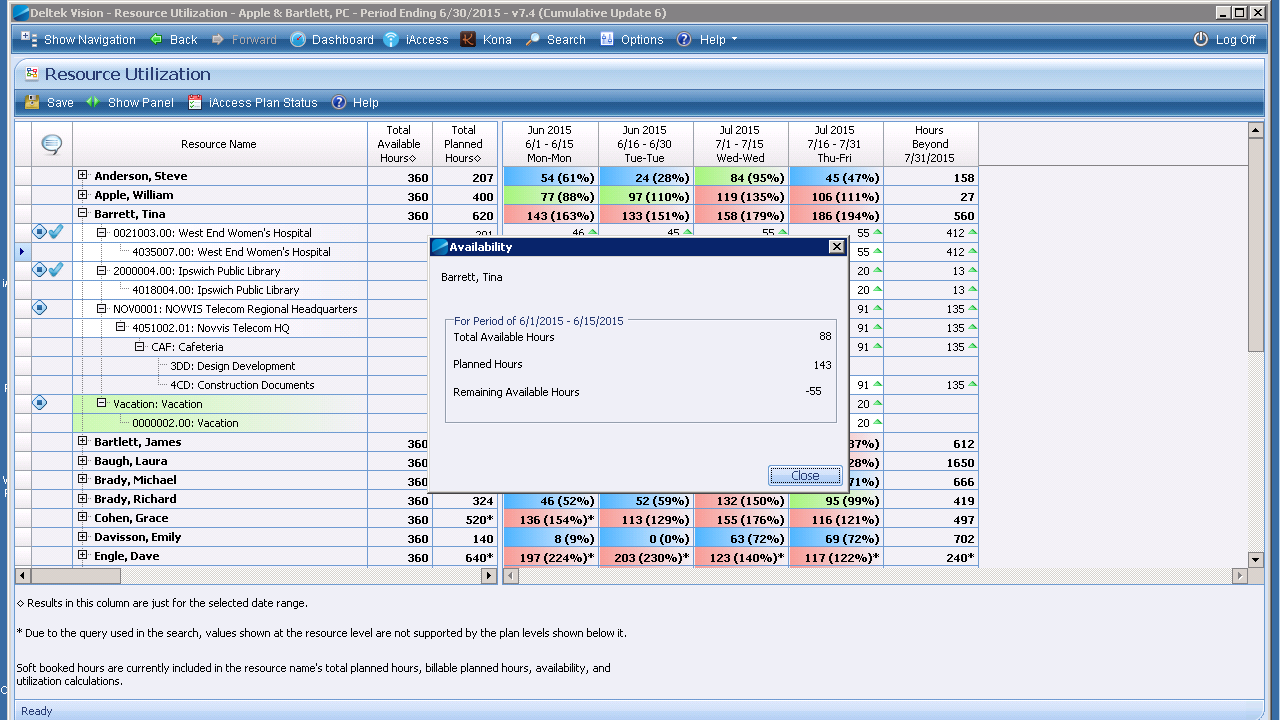 Deltek Vision - Resource Utilization - Apple & Bartlett, PC - Period Ending 6/30/2015 - v7.4 (Cumulative Update 6)
Show Navigation Back Forward Dashboard iAccess Kona Search Options Help Log Off
Resource Utilization
Save Show Panel iAccess Plan Status Help
Resource Name Total Available Hours◇ Total Planned Hours◇ Jun 2015 6/1 - 6/15 Mon-Mon Jun 2015 6/16 - 6/30 Tue-Tue Jul 2015 7/1 - 7/15 Wed-Wed Jul 2015 7/16 - 7/31 Thu-Fri Hours Beyond 7/31/2015
Anderson, Steve 360 207 54 (61%) 24 (28%) 84 (95%) 45 (47%) 158
Apple, William 360 400 77 (88%) 97 (110%) 119 (135%) 106 (111%) 27
Barrett, Tina 360 620 143 (163%) 133 (151%) 158 (179%) 186 (194%) 560
0021003.00: West End Women's Hospital 46 45 55 55 412
4035007.00: West End Women's Hospital 55 412
2000004.00: Ipswich Public Library 20 13
4018004.00: Ipswich Public Library 20 13
NOV0001: NOVVIS Telecom Regional Headquarters 91 135
4051002.01: Novvis Telecom HQ 91 135
CAF: Cafeteria 91 135
3DD: Design Development
4CD: Construction Documents 91 135
Vacation: Vacation 20
0000002.00: Vacation 20
Bartlett, James 360 612
Baugh, Laura 360 1650
Brady, Michael 360 666
Brady, Richard 360 324 46 (52%) 52 (59%) 132 (150%) 95 (99%) 419
Cohen, Grace 360 520* 136 (154%)* 113 (129%) 155 (176%) 116 (121%) 497
Davisson, Emily 360 140 8 (9%) 0 (0%) 63 (72%) 69 (72%) 702
Engle, Dave 360 640* 197 (224%)* 203 (230%)* 123 (140%)* 117 (122%)* 240*
Availability
Barrett, Tina
For Period of 6/1/2015 - 6/15/2015
Total Available Hours 88
Planned Hours 143
Remaining Available Hours -55
Close
◇ Results in this column are just for the selected date range.
* Due to the query used in the search, values shown at the resource level are not supported by the plan levels shown below it.
Soft booked hours are currently included in the resource name's total planned hours, billable planned hours, availability, and
utilization calculations.
Ready